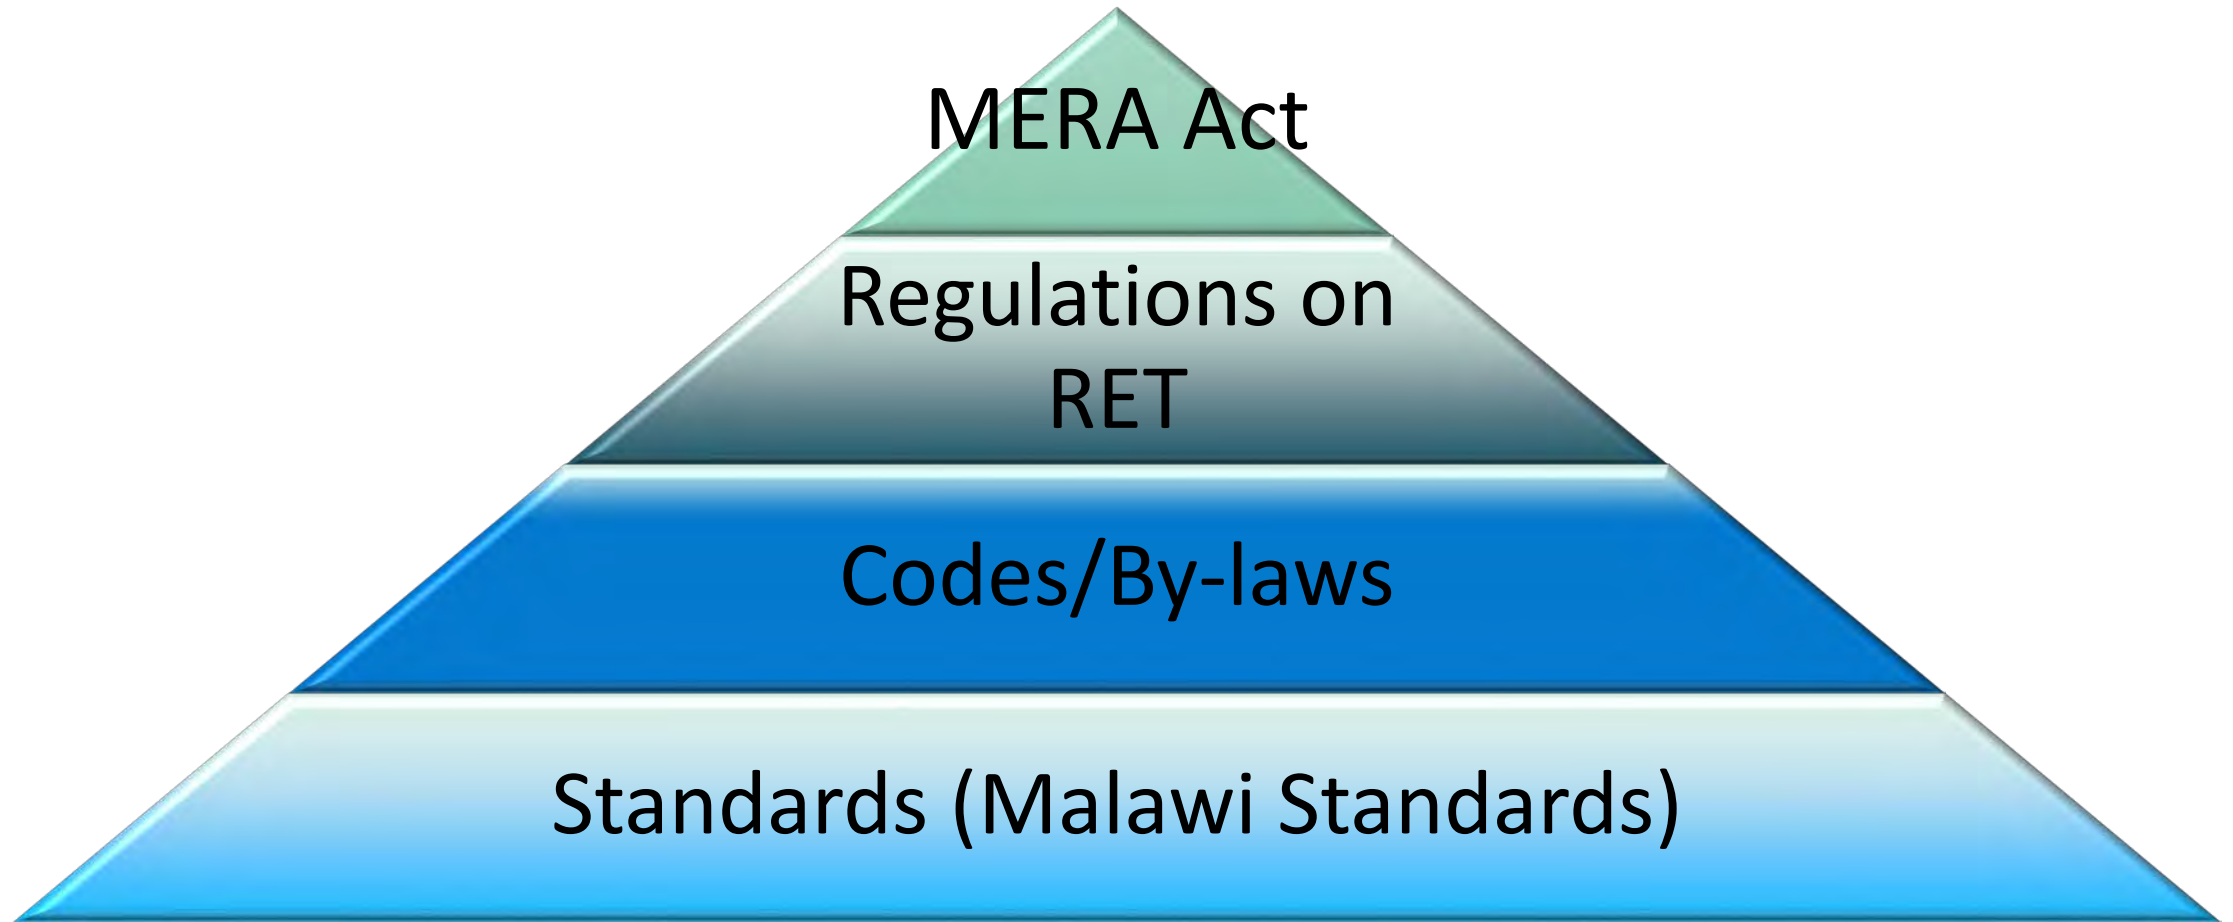 MERA Act
Regulations on
RET
Codes/By-laws
Standards (Malawi Standards)